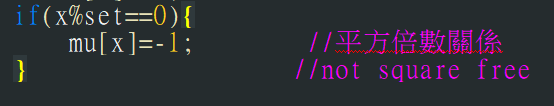 if(x%set==0){
mu[x]=-1; //平方倍數關係
} //not square free